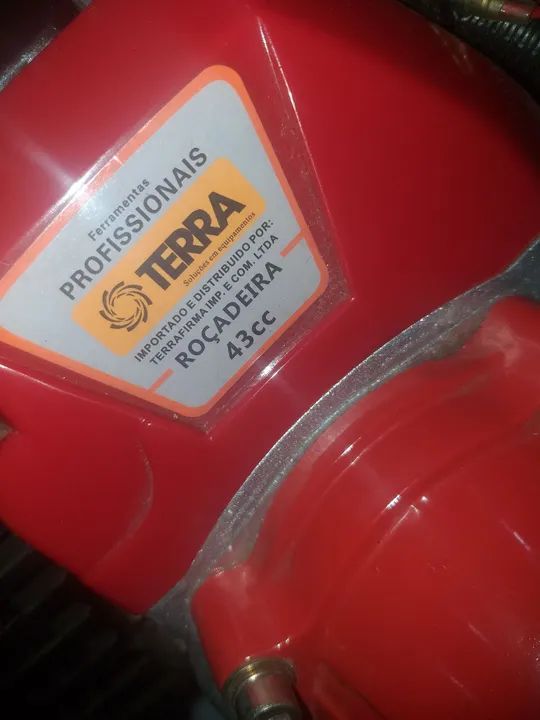 Ferramentas
PROFISSIONAIS
TERRA
Soluções em equipamentos
IMPORTADO E DISTRIBUIDO POR:
TERRAFIRMA IMP. E COM. LTDA
ROÇADEIRA
43cc